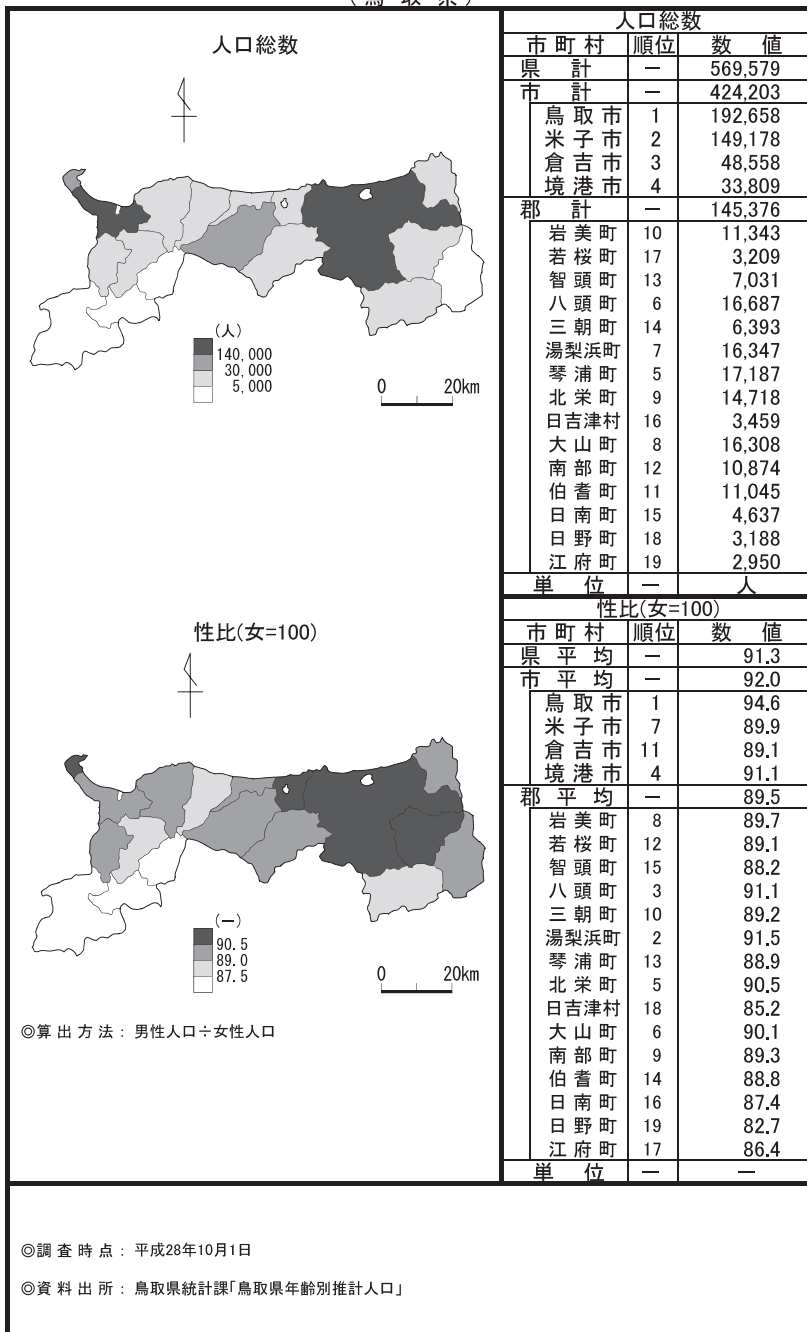 (鳥取県)
人口総数
(人)
140,000
30,000
5,000
0 20km
人口総数
市町村 順位 数値
県計 － 569,579
市計 － 424,203
鳥取市 1 192,658
米子市 2 149,178
倉吉市 3 48,558
境港市 4 33,809
郡計 － 145,376
岩美町 10 11,343
若桜町 17 3,209
智頭町 13 7,031
八頭町 6 16,687
三朝町 14 6,393
湯梨浜町 7 16,347
琴浦町 5 17,187
北栄町 9 14,718
日吉津村 16 3,459
大山町 8 16,308
南部町 12 10,874
伯耆町 11 11,045
日南町 15 4,637
日野町 18 3,188
江府町 19 2,950
単位 － 人
性比(女=100)
(－)
90.5
89.0
87.5
0 20km
◎算出方法：男性人口÷女性人口
性比(女=100)
市町村 順位 数値
県平均 － 91.3
市平均 － 92.0
鳥取市 1 94.6
米子市 7 89.9
倉吉市 11 89.1
境港市 4 91.1
郡平均 － 89.5
岩美町 8 89.7
若桜町 12 89.1
智頭町 15 88.2
八頭町 3 91.1
三朝町 10 89.2
湯梨浜町 2 91.5
琴浦町 13 88.9
北栄町 5 90.5
日吉津村 18 85.2
大山町 6 90.1
南部町 9 89.3
伯耆町 14 88.8
日南町 16 87.4
日野町 19 82.7
江府町 17 86.4
単位 － －
◎調査時点：平成28年10月1日
◎資料出所：鳥取県統計課「鳥取県年齢別推計人口」